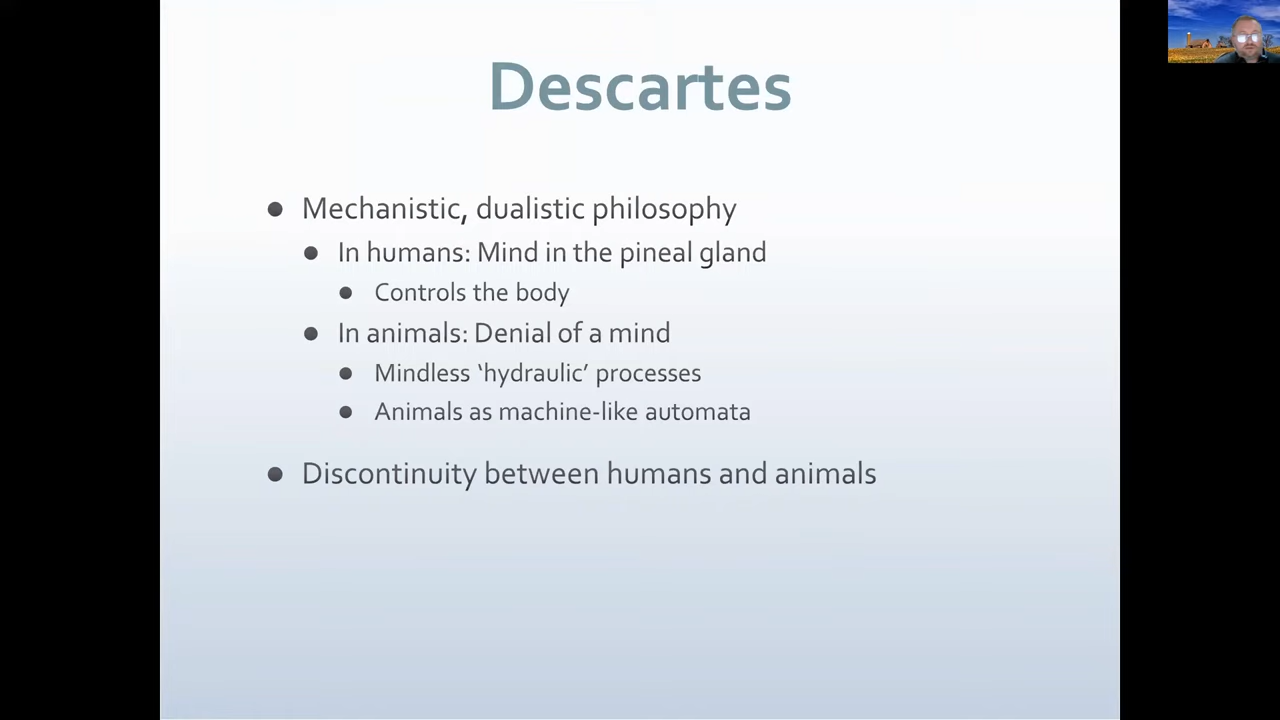 Descartes
• Mechanistic, dualistic philosophy
• In humans: Mind in the pineal gland
• Controls the body
• In animals: Denial of a mind
• Mindless ‘hydraulic’ processes
• Animals as machine-like automata
• Discontinuity between humans and animals